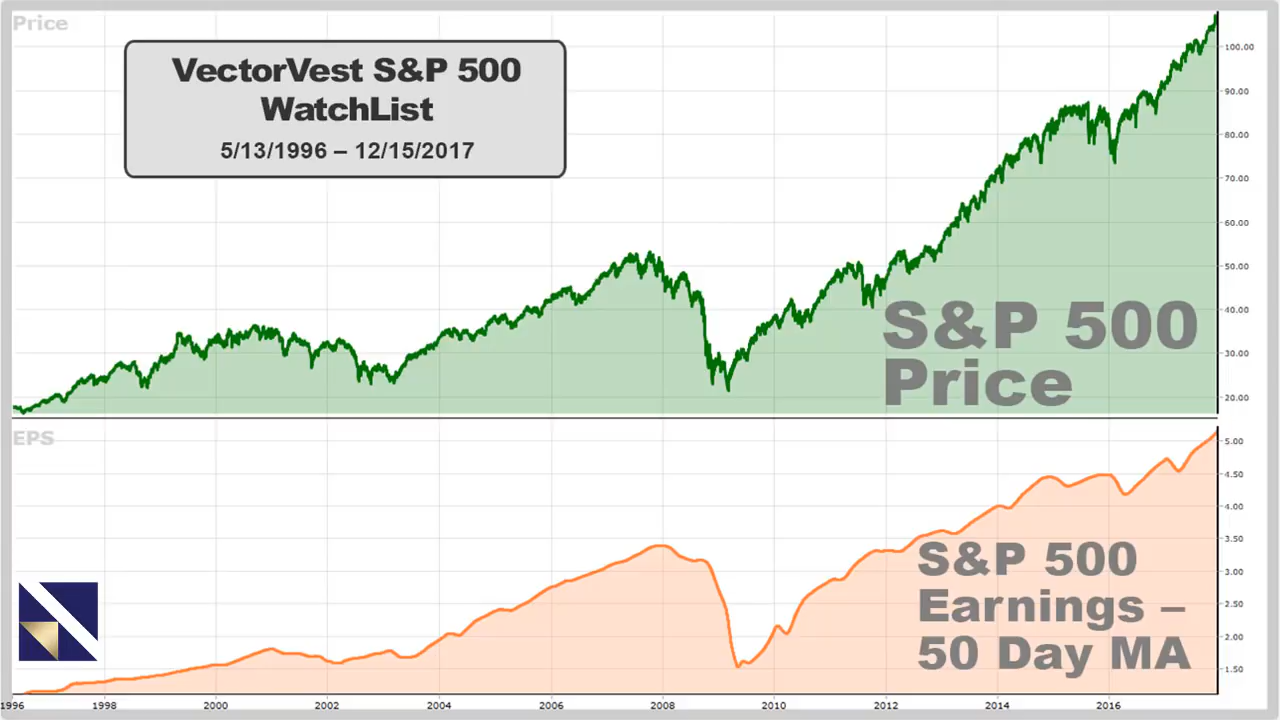 Price
VectorVest S&P 500
WatchList
5/13/1996 – 12/15/2017
100.00
90.00
80.00
70.00
60.00
50.00
40.00
30.00
20.00
S&P 500
Price
EPS
5.00
4.50
4.00
3.50
3.00
2.50
2.00
1.50
S&P 500
Earnings –
50 Day MA
1996 1998 2000 2002 2004 2006 2008 2010 2012 2014 2016